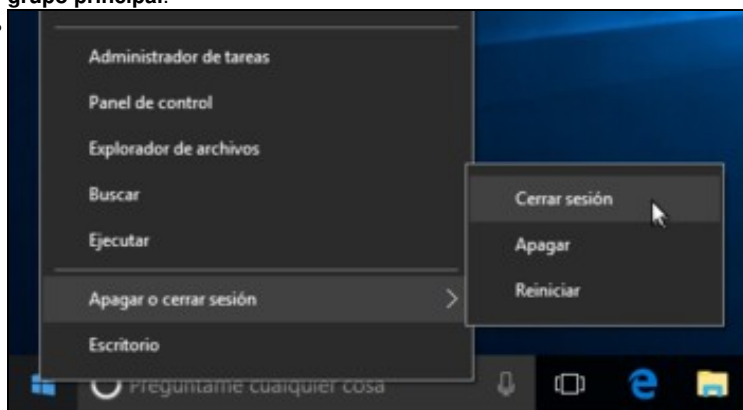 grupo principal.
Administrador de tareas
Panel de control
Explorador de archivos
Buscar
Ejecutar
Apagar o cerrar sesión
Escritorio
Cerrar sesión
Apagar
Reiniciar
Pregúntame cualquier cosa